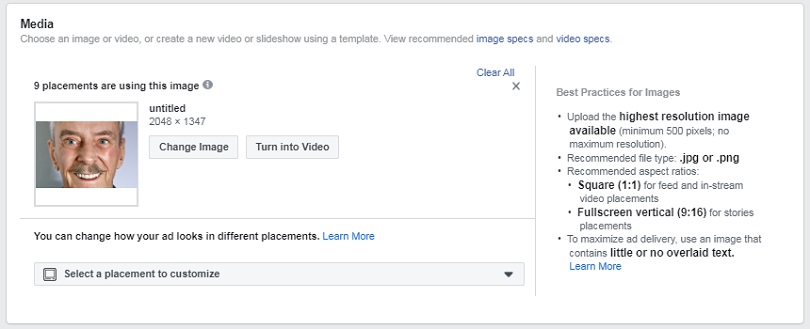 Media
Choose an image or video, or create a new video or slideshow using a template. View recommended image specs and video specs.
Clear All
9 placements are using this image
untitled
2048 × 1347
Change Image
Turn into Video
You can change how your ad looks in different placements. Learn More
Select a placement to customize
Best Practices for Images
• Upload the highest resolution image
available (minimum 500 pixels; no
maximum resolution).
• Recommended file type: .jpg or .png
• Recommended aspect ratios:
• Square (1:1) for feed and in-stream
video placements
• Fullscreen vertical (9:16) for stories
placements
• To maximize ad delivery, use an image that
contains little or no overlaid text.
Learn More